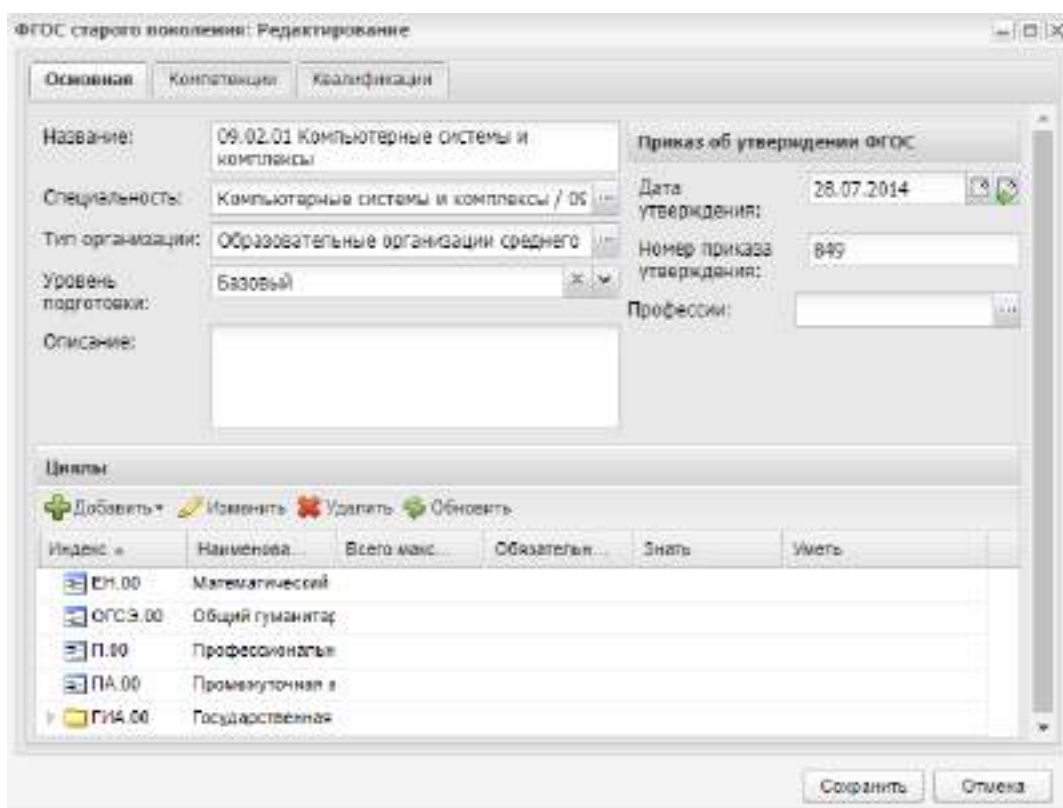 ФГОС старого поколения: Редактирование
Основная Компетенции Квалификации
Название: 09.02.01 Компьютерные системы и
комплексы
Специальность: Компьютерные системы и комплексы / 09
Тип организации: Образовательные организации среднего
Уровень
подготовки: Базовый
Описание:
Приказ об утверждении ФГОС
Дата
утверждения: 28.07.2014
Номер приказа
утверждения: 849
Профессии:
Циклы
Добавить Изменить Удалить Обновить
Индекс Наименова... Всего макс... Обязательн... Знать Уметь
ЕН.00 Математический
ОГСЭ.00 Общий гуманитар
П.00 Профессиональн
ПА.00 Промежуточная а
ГИА.00 Государственная
Сохранить Отмена